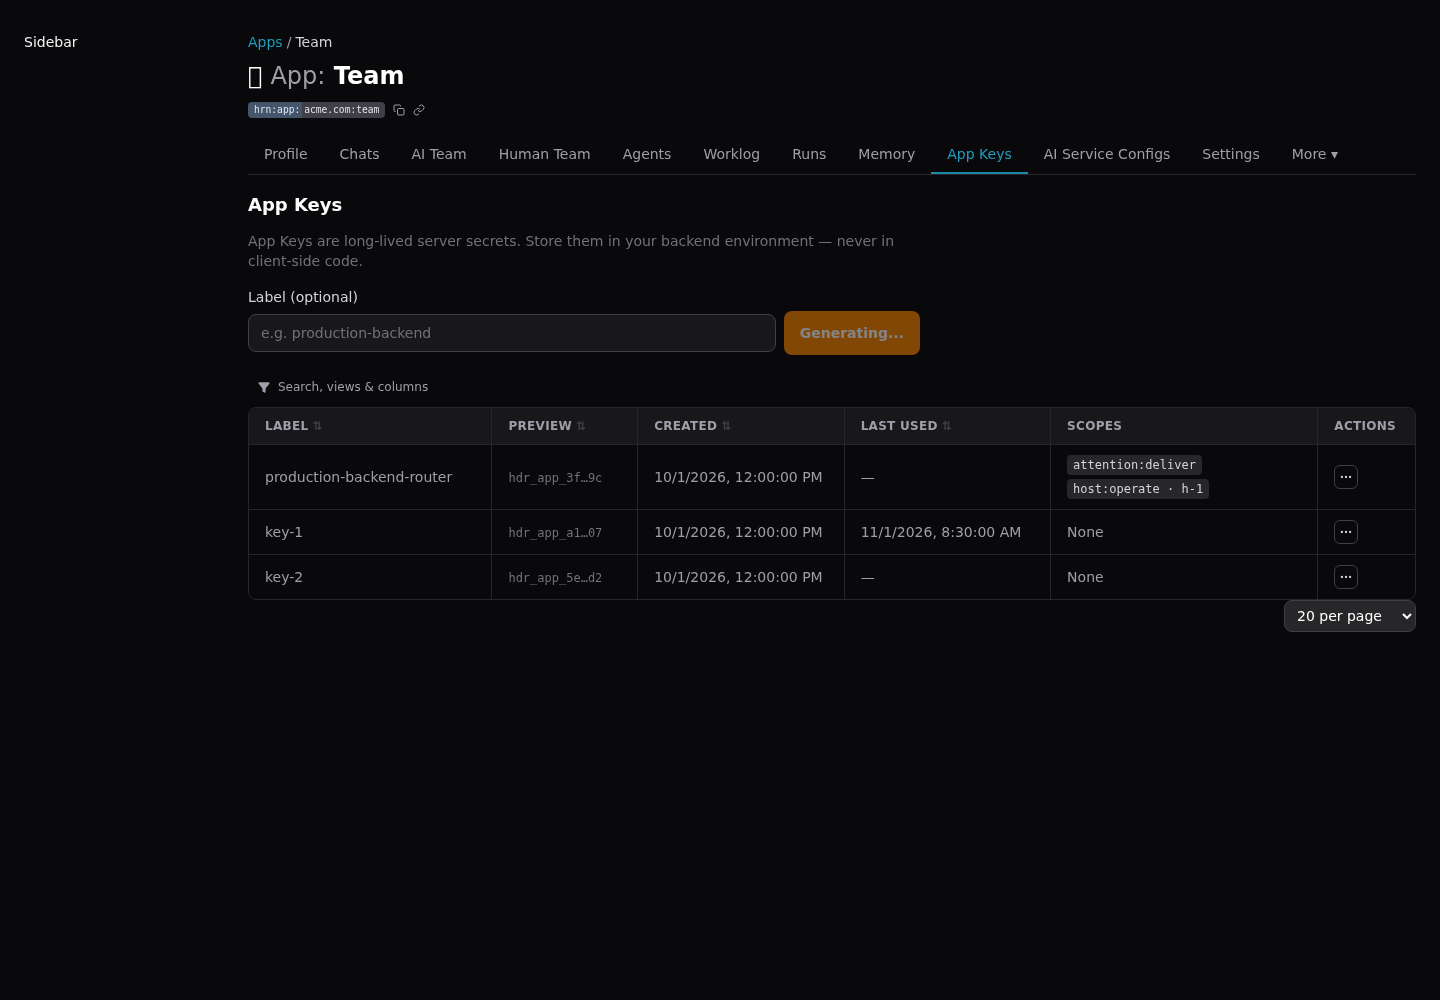 Sidebar
Apps / Team
App: Team
hrn:app: acme.com:team
Profile Chats AI Team Human Team Agents Worklog Runs Memory App Keys AI Service Configs Settings More ▾
App Keys
App Keys are long-lived server secrets. Store them in your backend environment — never in
client-side code.
Label (optional)
e.g. production-backend Generating...
Search, views & columns
LABEL ⇅ PREVIEW ⇅ CREATED ⇅ LAST USED ⇅ SCOPES ACTIONS
production-backend-router hdr_app_3f…9c 10/1/2026, 12:00:00 PM — attention:deliver
host:operate · h-1
key-1 hdr_app_a1…07 10/1/2026, 12:00:00 PM 11/1/2026, 8:30:00 AM None
key-2 hdr_app_5e…d2 10/1/2026, 12:00:00 PM — None
20 per page